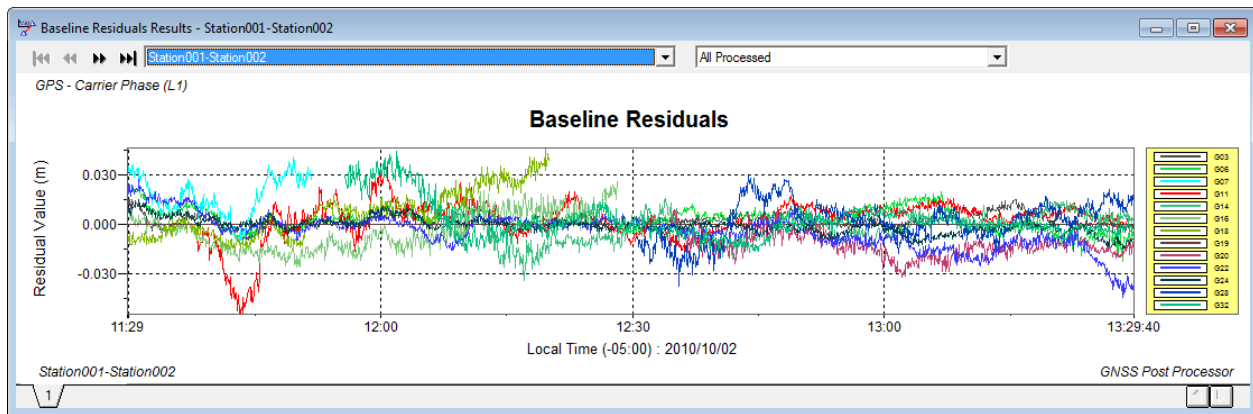 Baseline Residuals Results - Station001-Station002
Station001-Station002 All Processed
GPS - Carrier Phase (L1)
Baseline Residuals
Residual Value (m)
0.030
0.000
-0.030
11:29 12:00 12:30 13:00 13:29:40
Local Time (-05:00) : 2010/10/02
G03
G06
G07
G11
G14
G16
G18
G19
G20
G22
G24
G28
G32
Station001-Station002 GNSS Post Processor
1